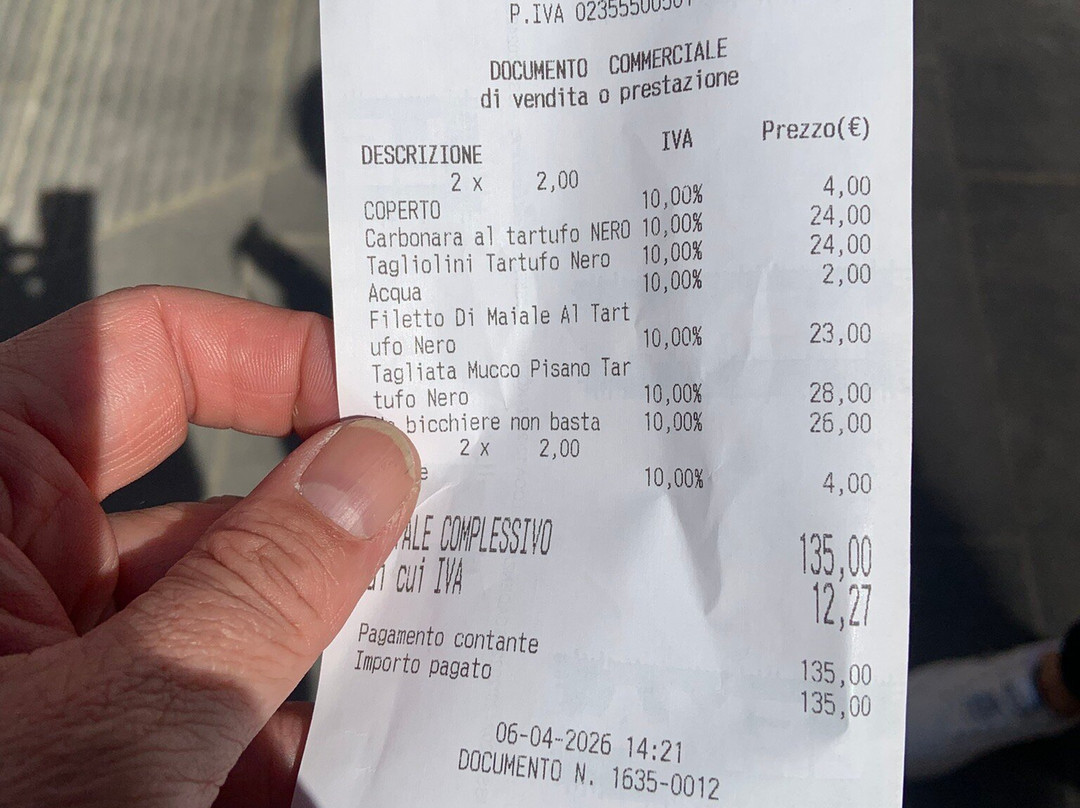 P.IVA
DOCUMENTO COMMERCIALE
di vendita o prestazione
DESCRIZIONE IVA Prezzo(€)
2 x 2,00
COPERTO 10,00% 4,00
Carbonara al tartufo NERO 10,00% 24,00
Tagliolini Tartufo Nero 10,00% 24,00
Acqua 10,00% 2,00
Filetto Di Maiale Al Tart
ufo Nero 10,00% 23,00
Tagliata Mucco Pisano Tar
tufo Nero 10,00% 28,00
bicchiere non basta 10,00% 26,00
2 x 2,00
10,00% 4,00
COMPLESSIVO 135,00
cui IVA 12,27
Pagamento contante 135,00
Importo pagato 135,00
06-04-2026 14:21
DOCUMENTO N. 1635-0012